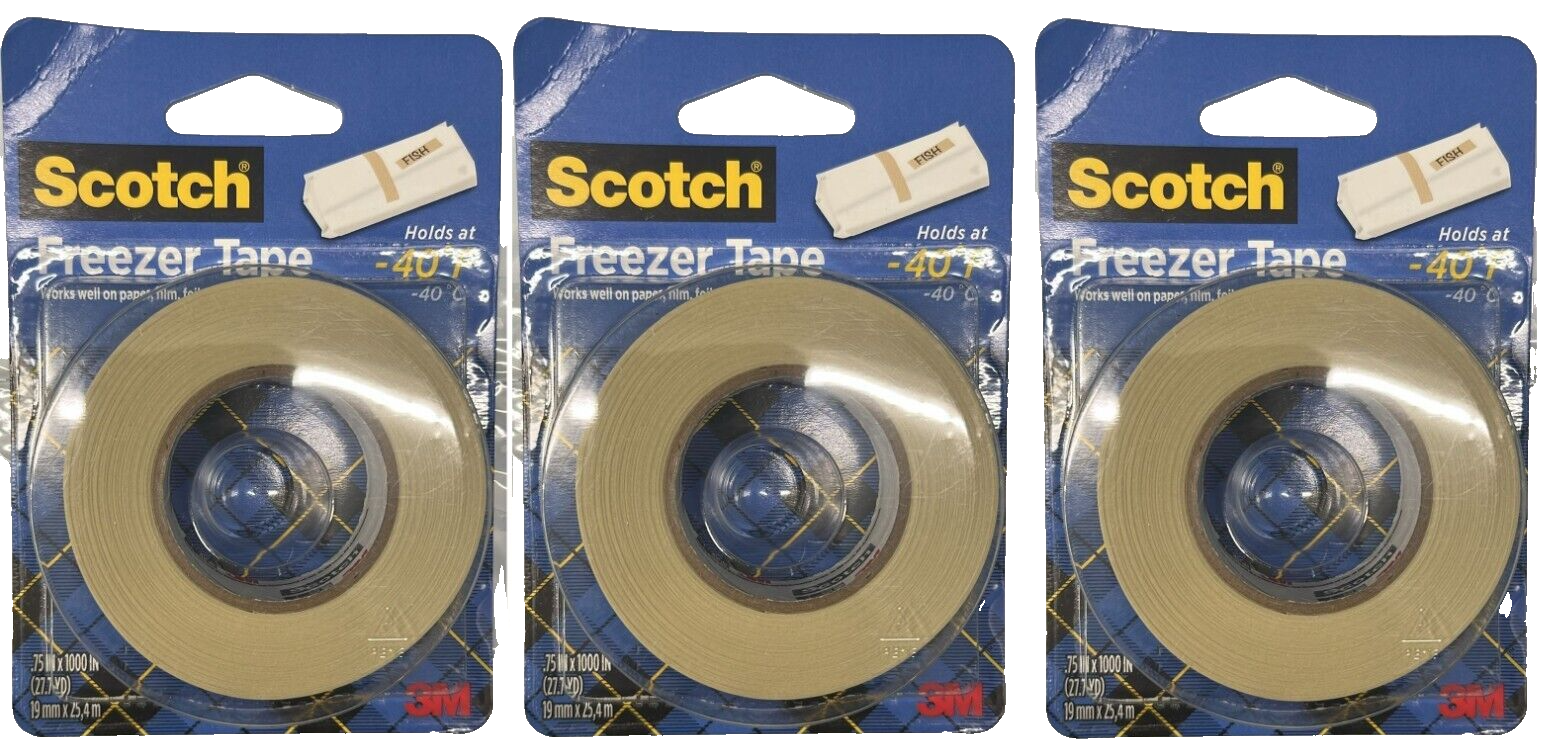 Scotch®
FISH
Holds at
Freezer Tape
-40°F
-40°C
Works well on paper, film, foil
Scotch
.75 IN x 1000 IN
(27.7 YD)
19 mm x 25,4 m
3M
Scotch®
FISH
Holds at
Freezer Tape
-40°F
-40°C
Works well on paper, film, foil
Scotch
.75 IN x 1000 IN
(27.7 YD)
19 mm x 25,4 m
3M
Scotch®
FISH
Holds at
Freezer Tape
-40°F
-40°C
Works well on paper, film, foil
Scotch
.75 IN x 1000 IN
(27.7 YD)
19 mm x 25,4 m
3M